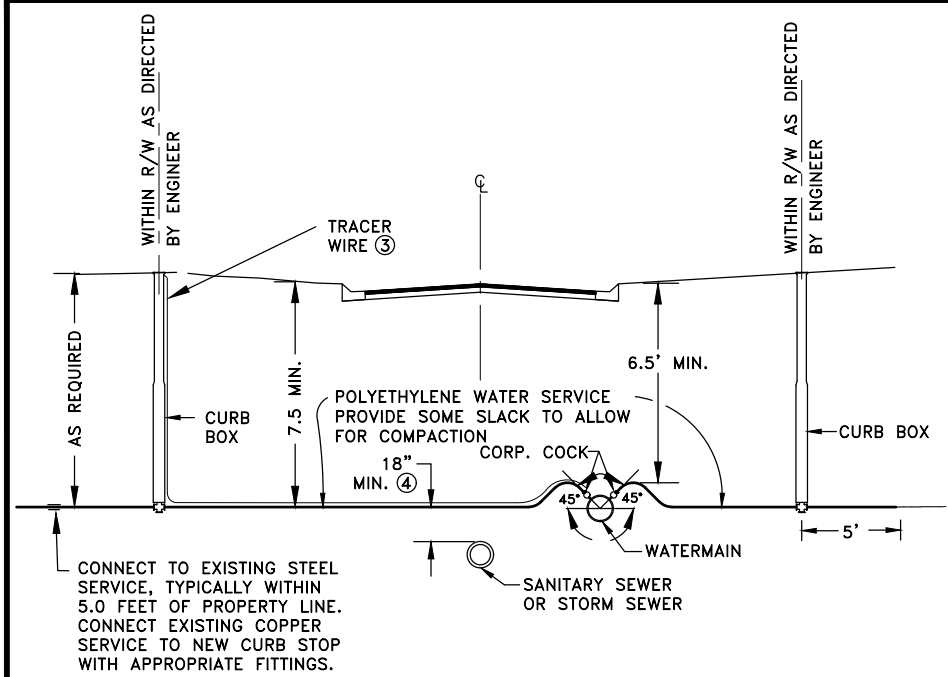 WITHIN R/W AS DIRECTED
BY ENGINEER
WITHIN R/W AS DIRECTED
BY ENGINEER
℄
TRACER
WIRE ③
AS REQUIRED
7.5 MIN.
6.5' MIN.
CURB
BOX
POLYETHYLENE WATER SERVICE
PROVIDE SOME SLACK TO ALLOW
FOR COMPACTION
CORP. COCK
CURB BOX
18"
MIN. ④
45°
45°
5'
WATERMAIN
SANITARY SEWER
OR STORM SEWER
CONNECT TO EXISTING STEEL
SERVICE, TYPICALLY WITHIN
5.0 FEET OF PROPERTY LINE.
CONNECT EXISTING COPPER
SERVICE TO NEW CURB STOP
WITH APPROPRIATE FITTINGS.